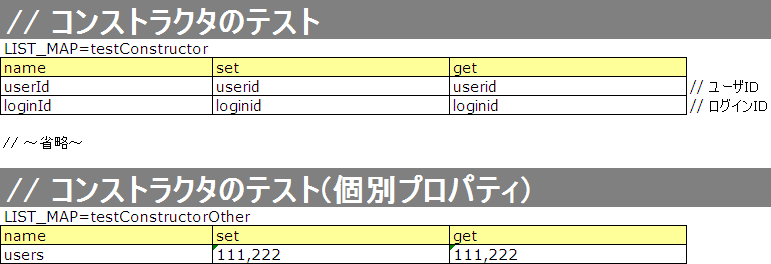 // コンストラクタのテスト
LIST_MAP=testConstructor
name set get
userId userid userid // ユーザID
loginId loginid loginid // ログインID
// ～省略～
// コンストラクタのテスト(個別プロパティ)
LIST_MAP=testConstructorOther
name set get
users 111,222 111,222